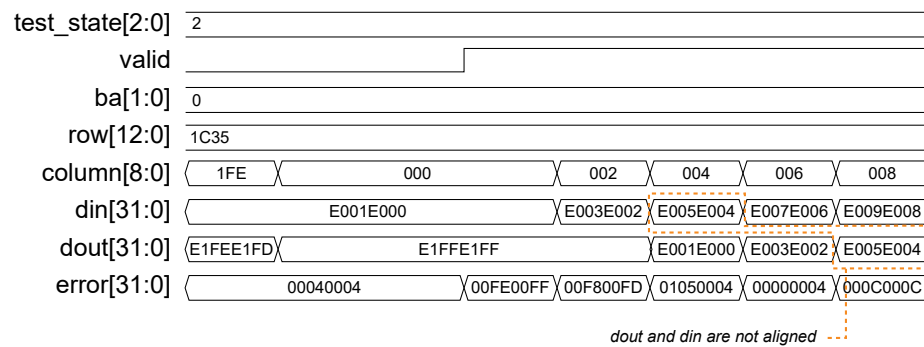 test_state[2:0] 2
valid
ba[1:0] 0
row[12:0] 1C35
column[8:0] 1FE 000 002 004 006 008
din[31:0] E001E000 E003E002 E005E004 E007E006 E009E008
dout[31:0] E1FEE1FD E1FFE1FF E001E000 E003E002 E005E004
error[31:0] 00040004 00FE00FF 00F800FD 01050004 00000004 000C000C
dout and din are not aligned